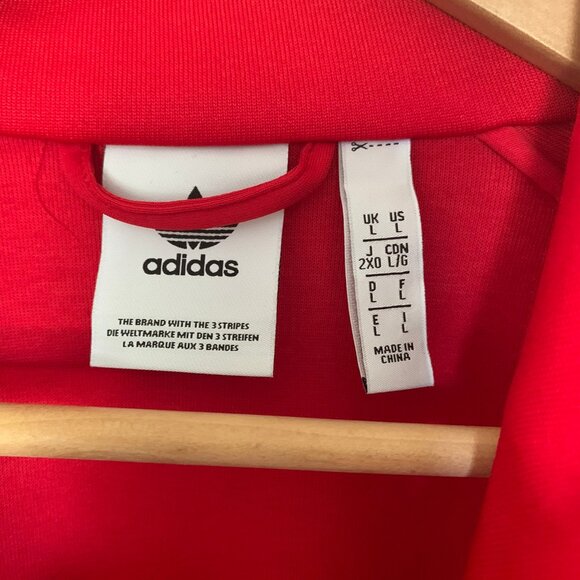 adidas
THE BRAND WITH THE 3 STRIPES
DIE WELTMARKE MIT DEN 3 STREIFEN
LA MARQUE AUX 3 BANDES
UK US
L L
J CDN
2XO L/G
D F
L L
E I
L L
MADE IN
CHINA